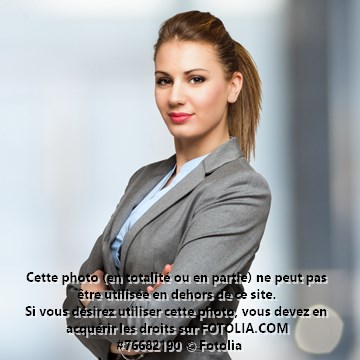 Cette photo (en totalité ou en partie) ne peut pas
être utilisée en dehors de ce site.
Si vous désirez utiliser cette photo, vous devez en
acquérir les droits sur FOTOLIA.COM
#76682190 © Fotolia